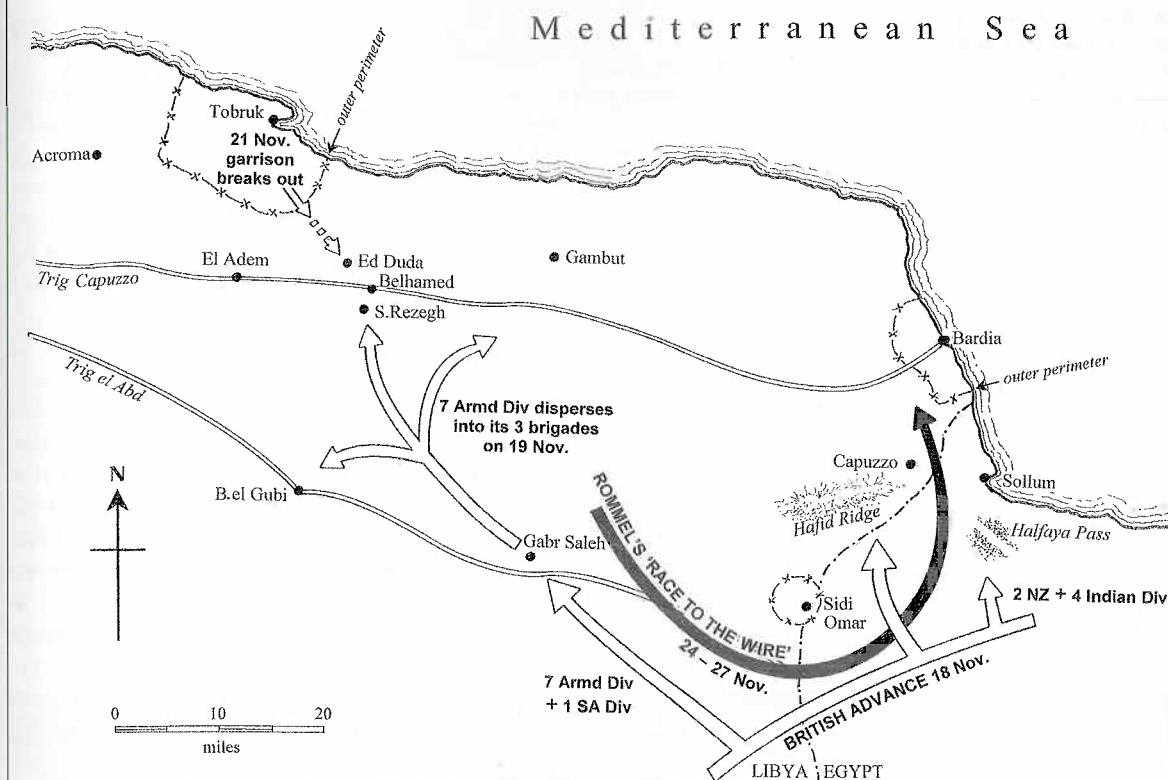 Mediterranean Sea
outer perimeter
Tobruk
21 Nov.
garrison
breaks out
Acroma
El Adem
Ed Duda
Gambut
Trig Capuzzo
Belhamed
S.Rezegh
Bardia
outer perimeter
Trig el Abd
7 Armd Div disperses
into its 3 brigades
on 19 Nov.
N
B.el Gubi
Capuzzo
Sollum
Hafid Ridge
Halfaya Pass
Gabr Saleh
ROMMEL'S 'RACE TO THE WIRE'
24 – 27 Nov.
Sidi
Omar
2 NZ + 4 Indian Div
7 Armd Div
+ 1 SA Div
BRITISH ADVANCE 18 Nov.
0 10 20
miles
LIBYA EGYPT